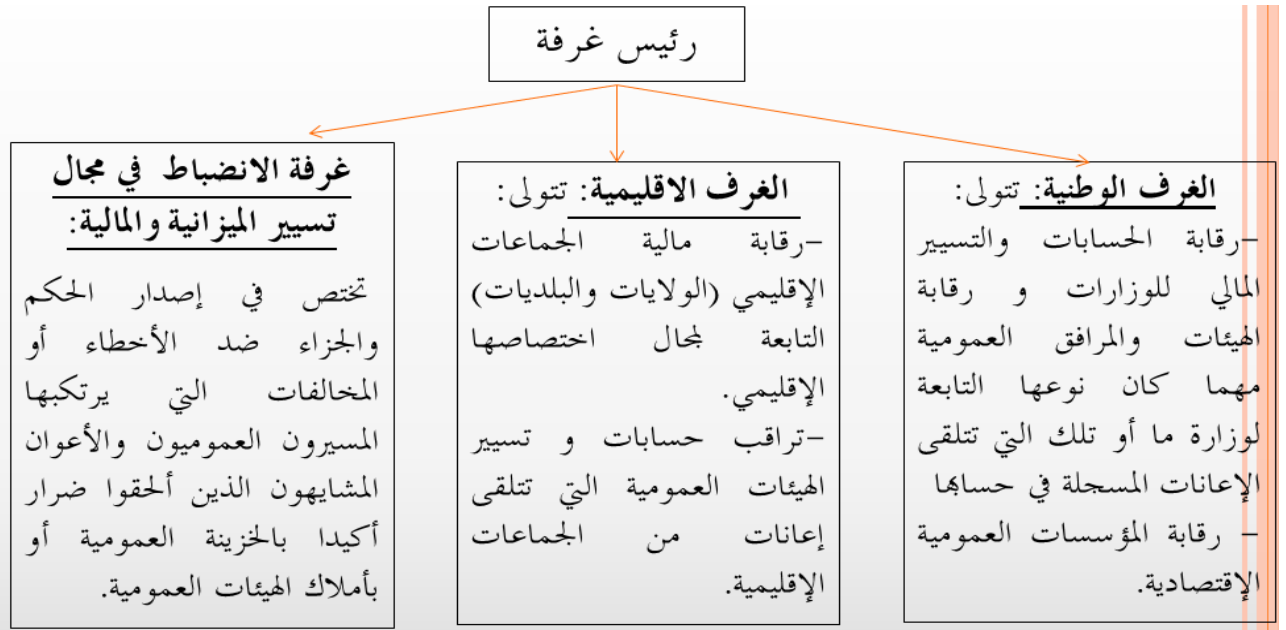 رئيس غرفة
الغرف الوطنية: تتولى:
-رقابة الحسابات والتسيير
المالي للوزارات و رقابة
الهيئات والمرافق العمومية
مهما كان نوعها التابعة
لوزارة ما أو تلك التي تتلقى
الإعانات المسجلة في حسابها
- رقابة المؤسسات العمومية
الإقتصادية.
الغرف الاقليمية: تتولى:
-رقابة مالية الجماعات
الإقليمي (الولايات والبلديات)
التابعة لمجال اختصاصها
الإقليمي.
-تراقب حسابات و تسيير
الهيئات العمومية التي تتلقى
إعانات من الجماعات
الإقليمية.
غرفة الانضباط في مجال
تسيير الميزانية والمالية:
تختص في إصدار الحكم
والجزاء ضد الأخطاء أو
المخالفات التي يرتكبها
المسيرون العموميون والأعوان
المشايهون الذين ألحقوا ضرار
أكيدا بالخزينة العمومية أو
بأملاك الهيئات العمومية.